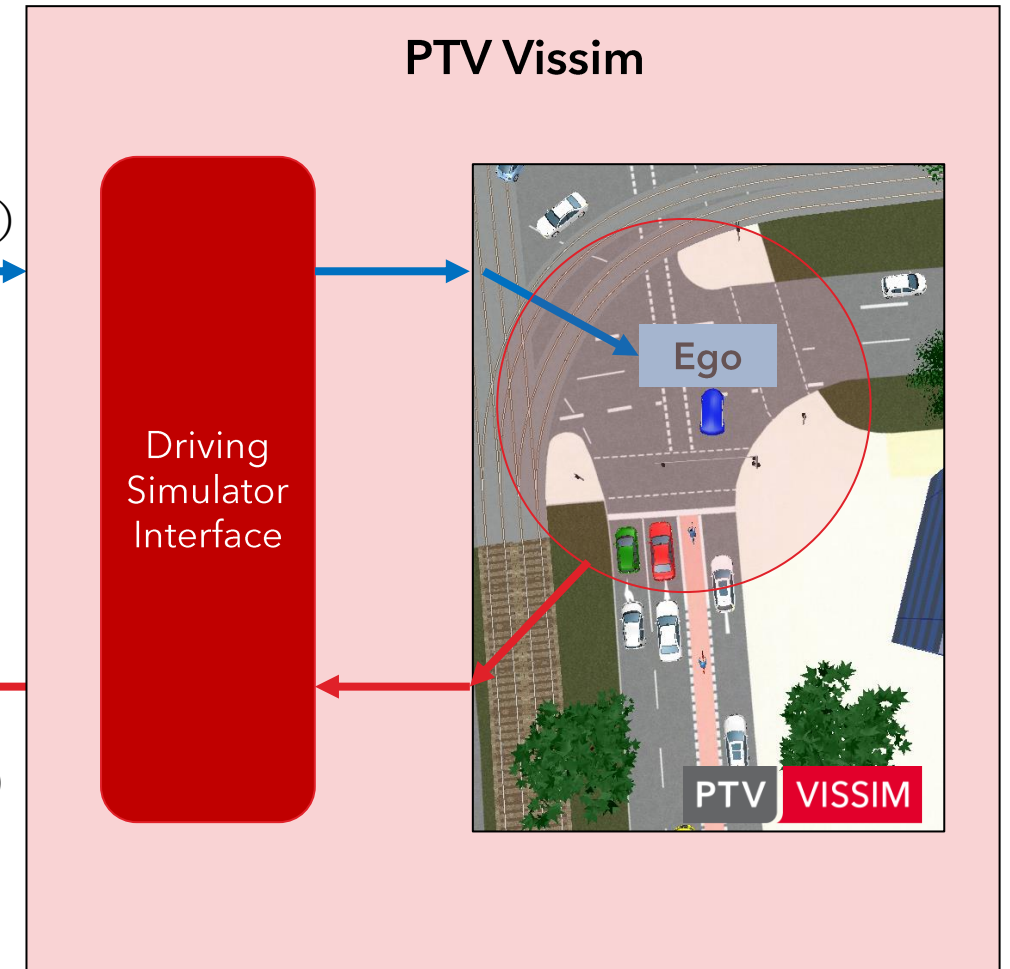 PTV Vissim
Ego
Driving
Simulator
Interface
PTV VISSIM